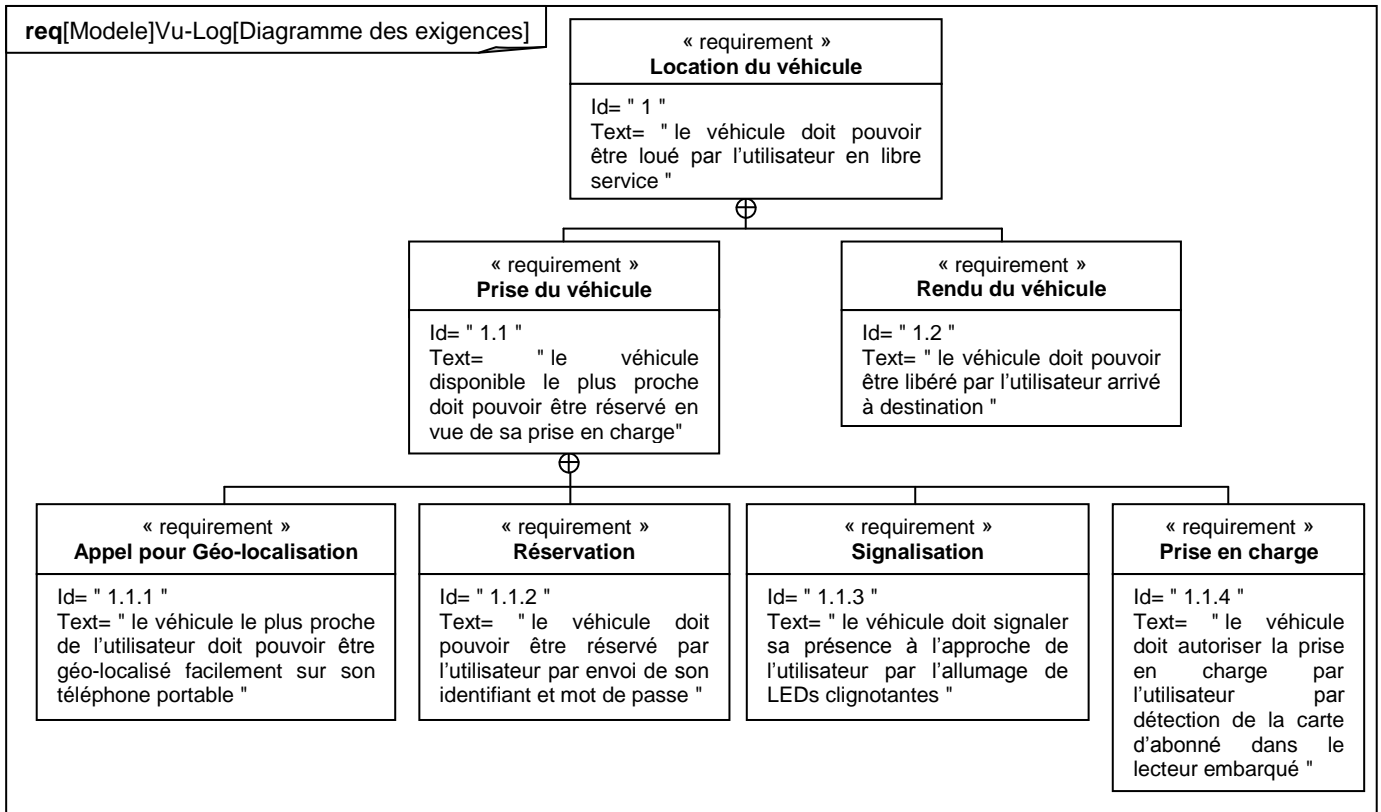 req[Modele]Vu-Log[Diagramme des exigences]
« requirement »
Location du véhicule
Id= " 1 "
Text= " le véhicule doit pouvoir
être loué par l'utilisateur en libre
service "
« requirement »
Prise du véhicule
Id= " 1.1 "
Text= " le véhicule
disponible le plus proche
doit pouvoir être réservé en
vue de sa prise en charge"
« requirement »
Rendu du véhicule
Id= " 1.2 "
Text= " le véhicule doit pouvoir
être libéré par l'utilisateur arrivé
à destination "
« requirement »
Appel pour Géo-localisation
Id= " 1.1.1 "
Text= " le véhicule le plus proche
de l'utilisateur doit pouvoir être
géo-localisé facilement sur son
téléphone portable "
« requirement »
Réservation
Id= " 1.1.2 "
Text= " le véhicule doit
pouvoir être réservé par
l'utilisateur par envoi de son
identifiant et mot de passe "
« requirement »
Signalisation
Id= " 1.1.3 "
Text= " le véhicule doit signaler
sa présence à l'approche de
l'utilisateur par l'allumage de
LEDs clignotantes "
« requirement »
Prise en charge
Id= " 1.1.4 "
Text= " le véhicule
doit autoriser la prise
en charge par
l'utilisateur par
détection de la carte
d'abonné dans le
lecteur embarqué "